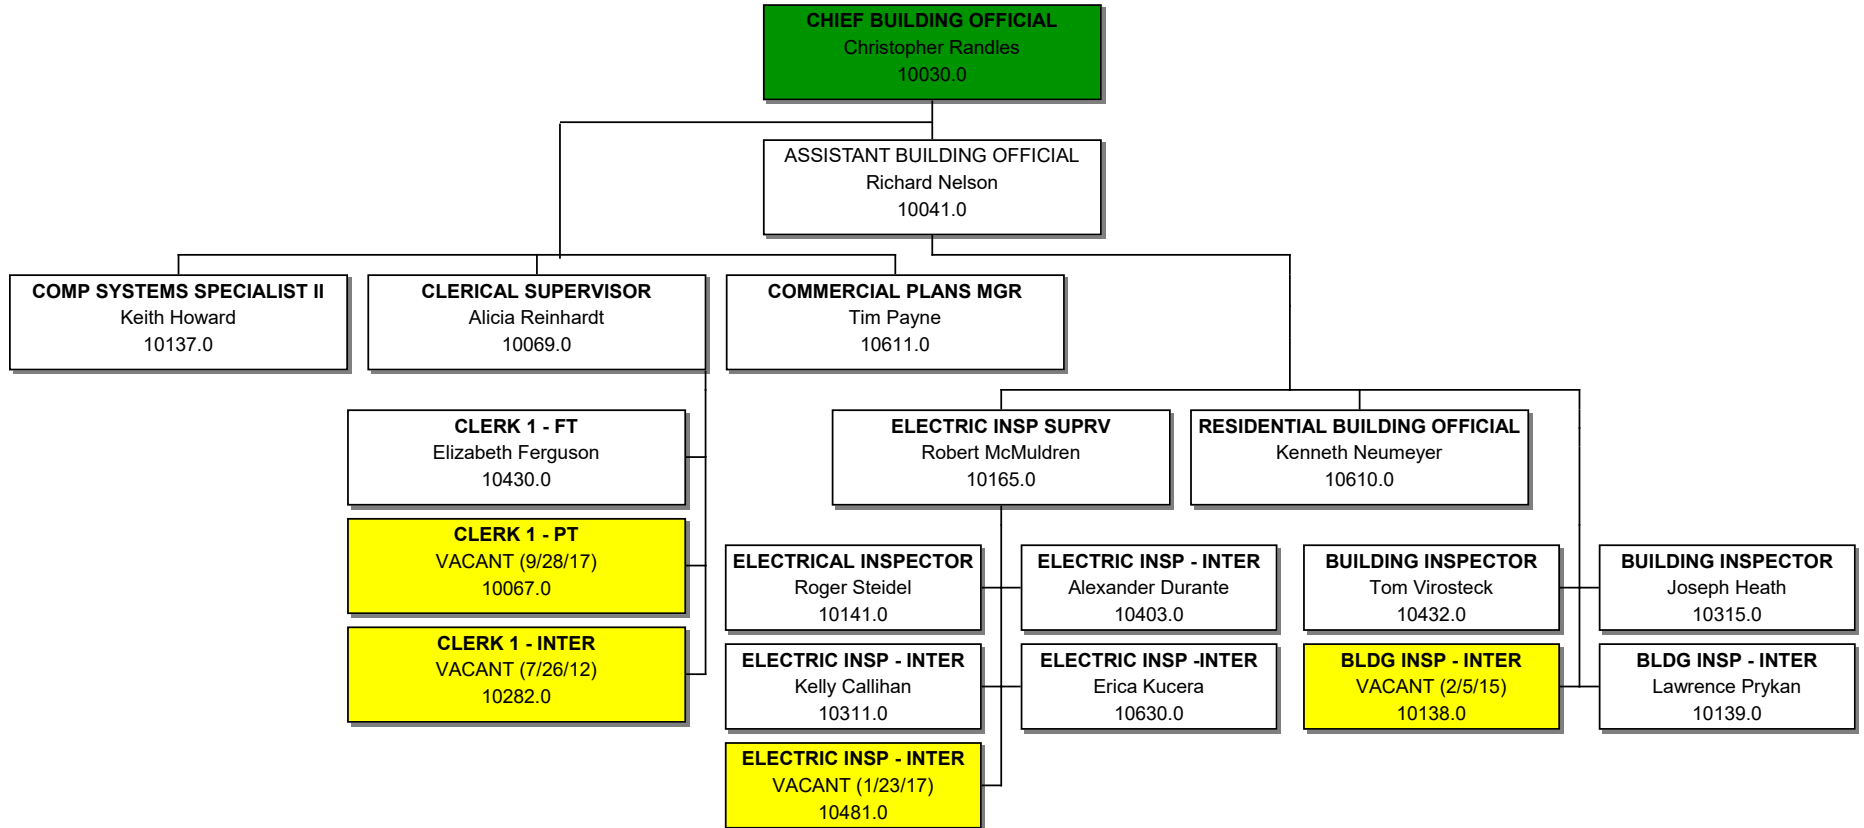 CHIEF BUILDING OFFICIAL
Christopher Randles
10030.0
ASSISTANT BUILDING OFFICIAL
Richard Nelson
10041.0
COMP SYSTEMS SPECIALIST II
Keith Howard
10137.0
CLERICAL SUPERVISOR
Alicia Reinhardt
10069.0
COMMERCIAL PLANS MGR
Tim Payne
10611.0
CLERK 1 - FT
Elizabeth Ferguson
10430.0
CLERK 1 - PT
VACANT (9/28/17)
10067.0
CLERK 1 - INTER
VACANT (7/26/12)
10282.0
ELECTRIC INSP SUPRV
Robert McMuldren
10165.0
RESIDENTIAL BUILDING OFFICIAL
Kenneth Neumeyer
10610.0
ELECTRICAL INSPECTOR
Roger Steidel
10141.0
ELECTRIC INSP - INTER
Alexander Durante
10403.0
ELECTRIC INSP - INTER
Kelly Callihan
10311.0
ELECTRIC INSP -INTER
Erica Kucera
10630.0
ELECTRIC INSP - INTER
VACANT (1/23/17)
10481.0
BUILDING INSPECTOR
Tom Virosteck
10432.0
BUILDING INSPECTOR
Joseph Heath
10315.0
BLDG INSP - INTER
VACANT (2/5/15)
10138.0
BLDG INSP - INTER
Lawrence Prykan
10139.0